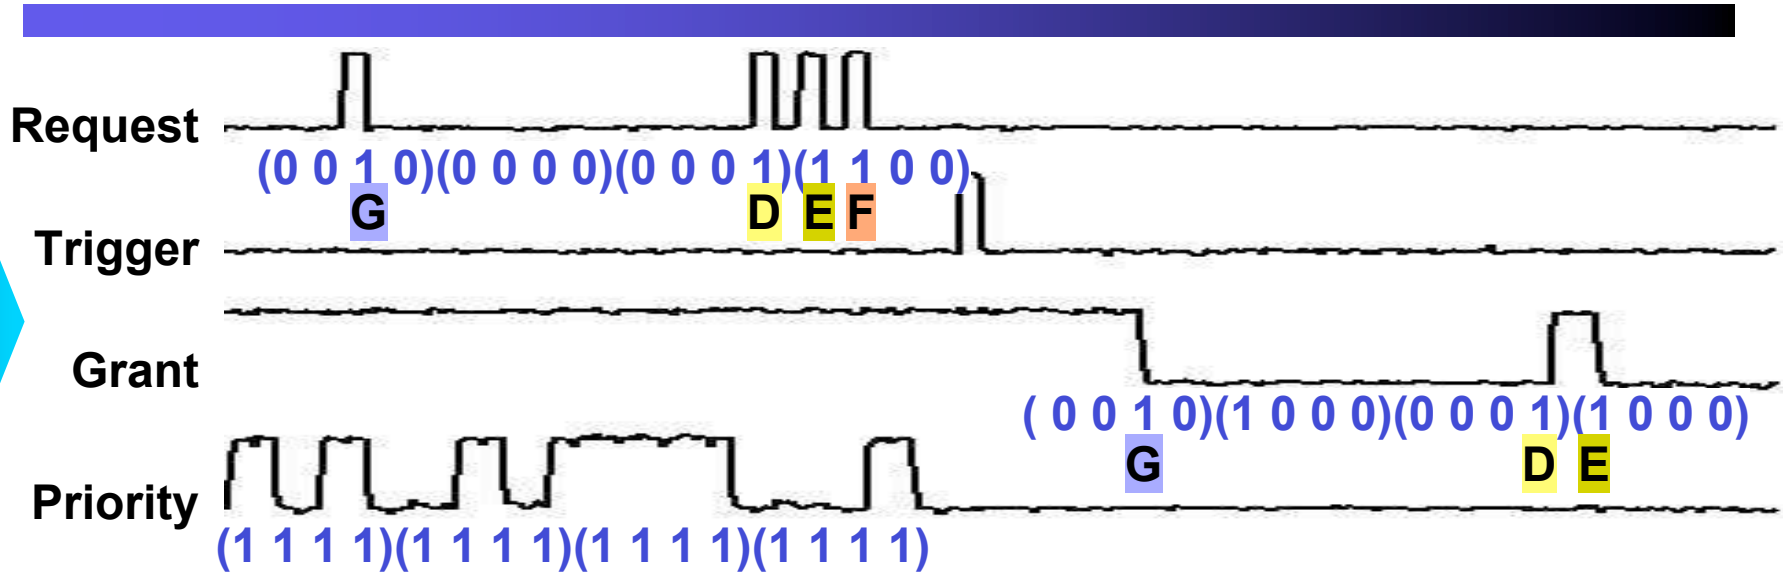 Request
(0 0 1 0)(0 0 0 0)(0 0 0 1)(1 1 0 0)
G D E F
Trigger
Grant
( 0 0 1 0)(1 0 0 0)(0 0 0 1)(1 0 0 0)
G D E
Priority
(1 1 1 1)(1 1 1 1)(1 1 1 1)(1 1 1 1)